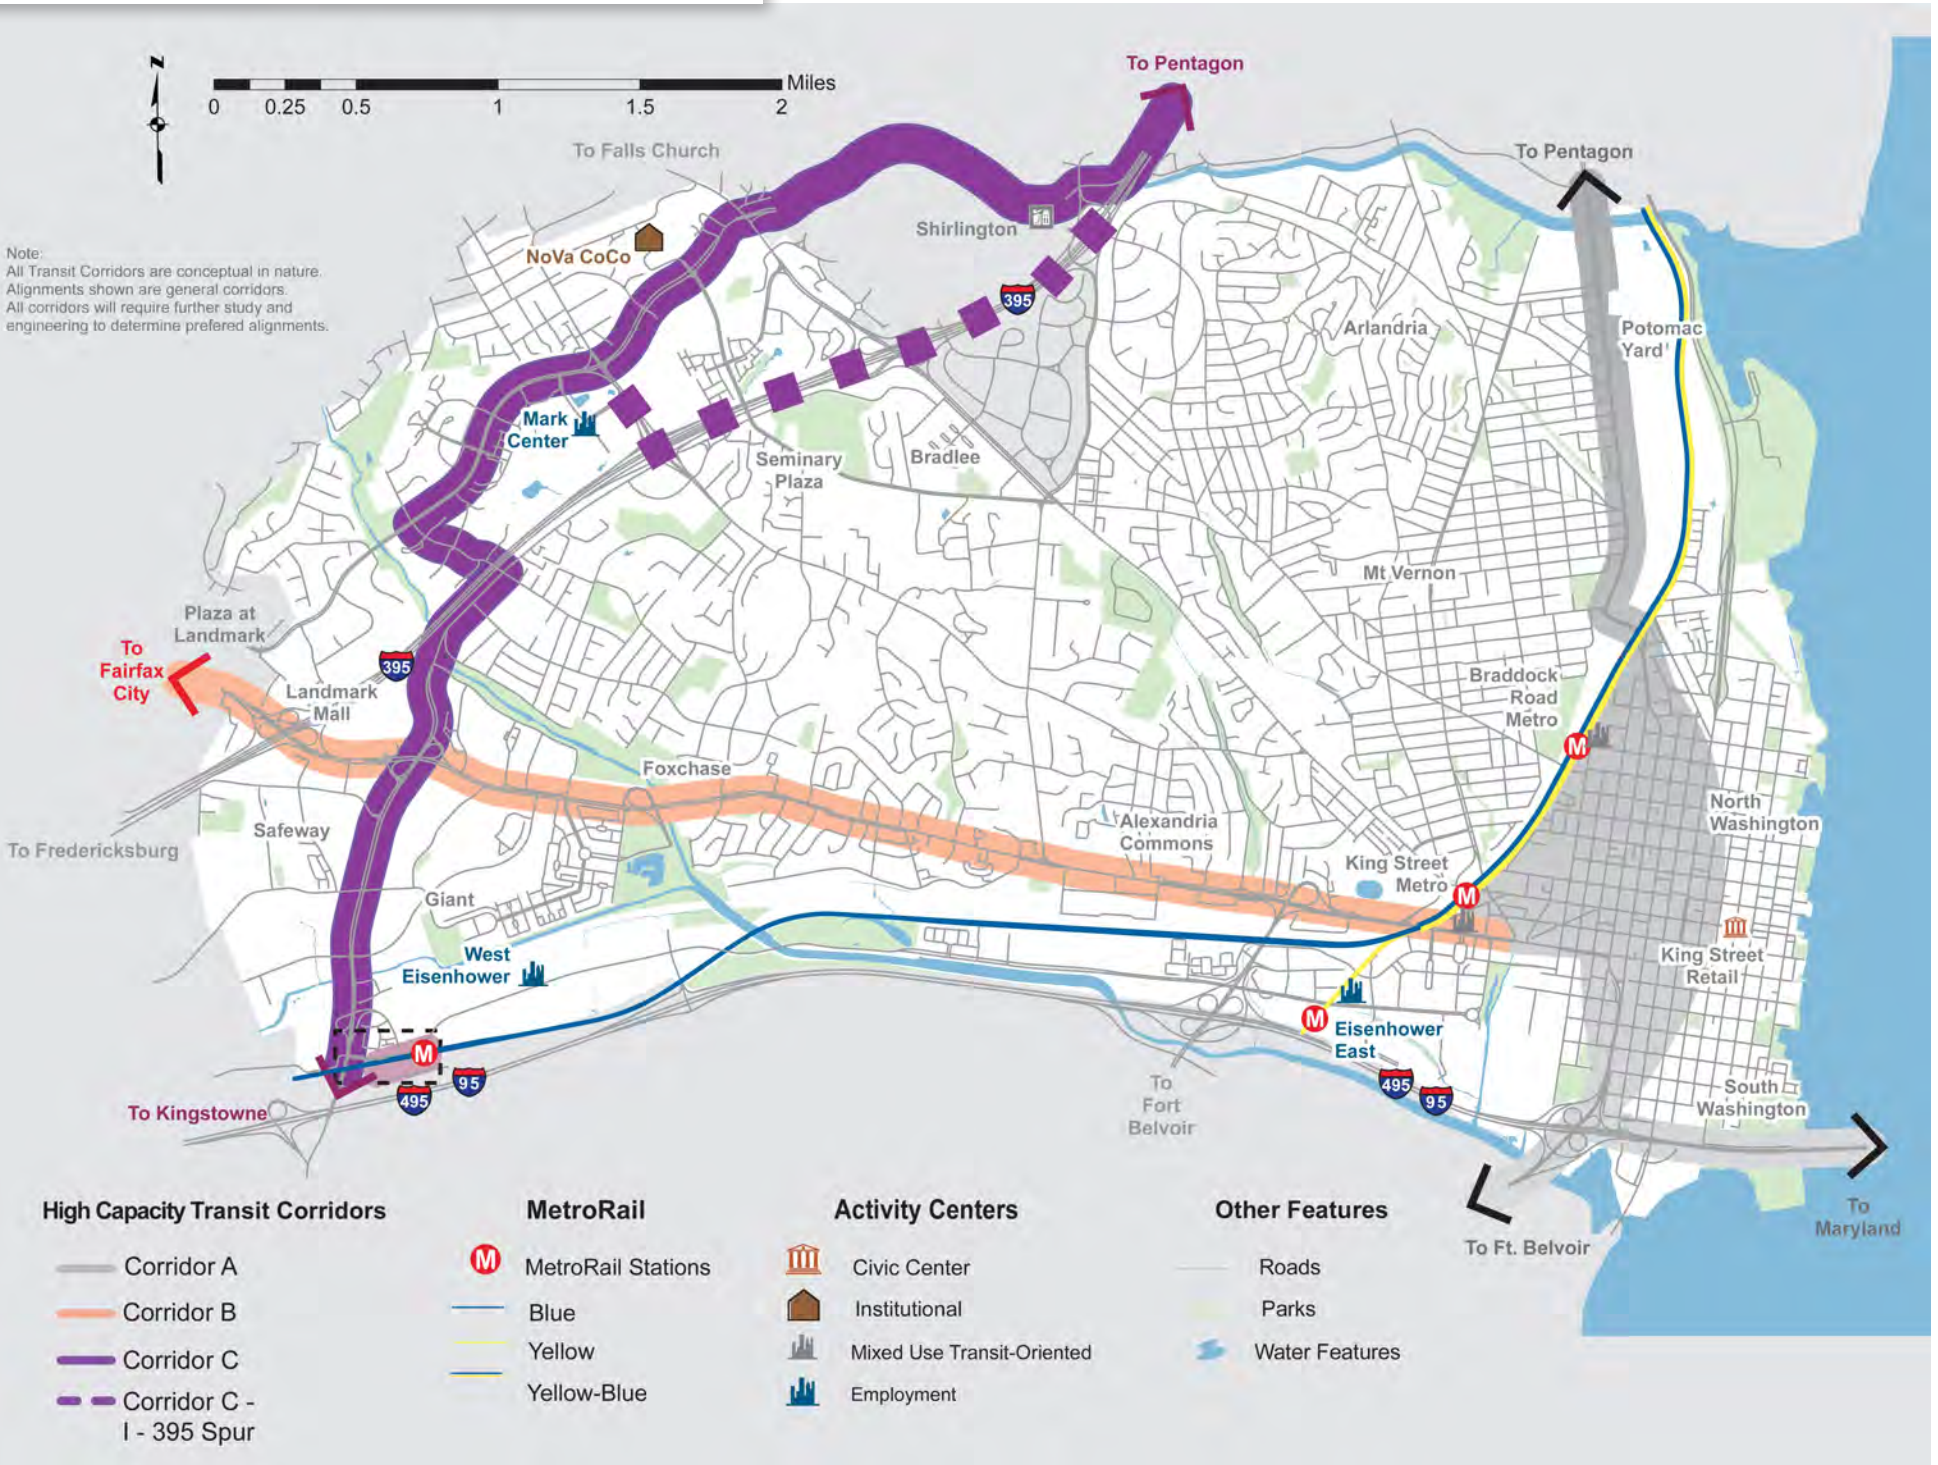 N
Miles
0 0.25 0.5 1 1.5 2
To Pentagon
To Falls Church
To Pentagon
Shirlington
NoVa CoCo
Note:
All Transit Corridors are conceptual in nature.
Alignments shown are general corridors.
All corridors will require further study and
engineering to determine prefered alignments.
395
Arlandria
Potomac
Yard
Mark
Center
Seminary
Plaza
Bradlee
Mt Vernon
Plaza at
Landmark
To
Fairfax
City
395
Landmark
Mall
Braddock
Road
Metro
M
Foxchase
North
Washington
Safeway
To Fredericksburg
Alexandria
Commons
King Street
Metro
M
Giant
West
Eisenhower
King Street
Retail
M
Eisenhower
East
M
95
495
495
95
To Kingstowne
To
Fort
Belvoir
South
Washington
To Ft. Belvoir
To
Maryland
High Capacity Transit Corridors
Corridor A
Corridor B
Corridor C
Corridor C -
I - 395 Spur
MetroRail
M
MetroRail Stations
Blue
Yellow
Yellow-Blue
Activity Centers
Civic Center
Institutional
Mixed Use Transit-Oriented
Employment
Other Features
Roads
Parks
Water Features